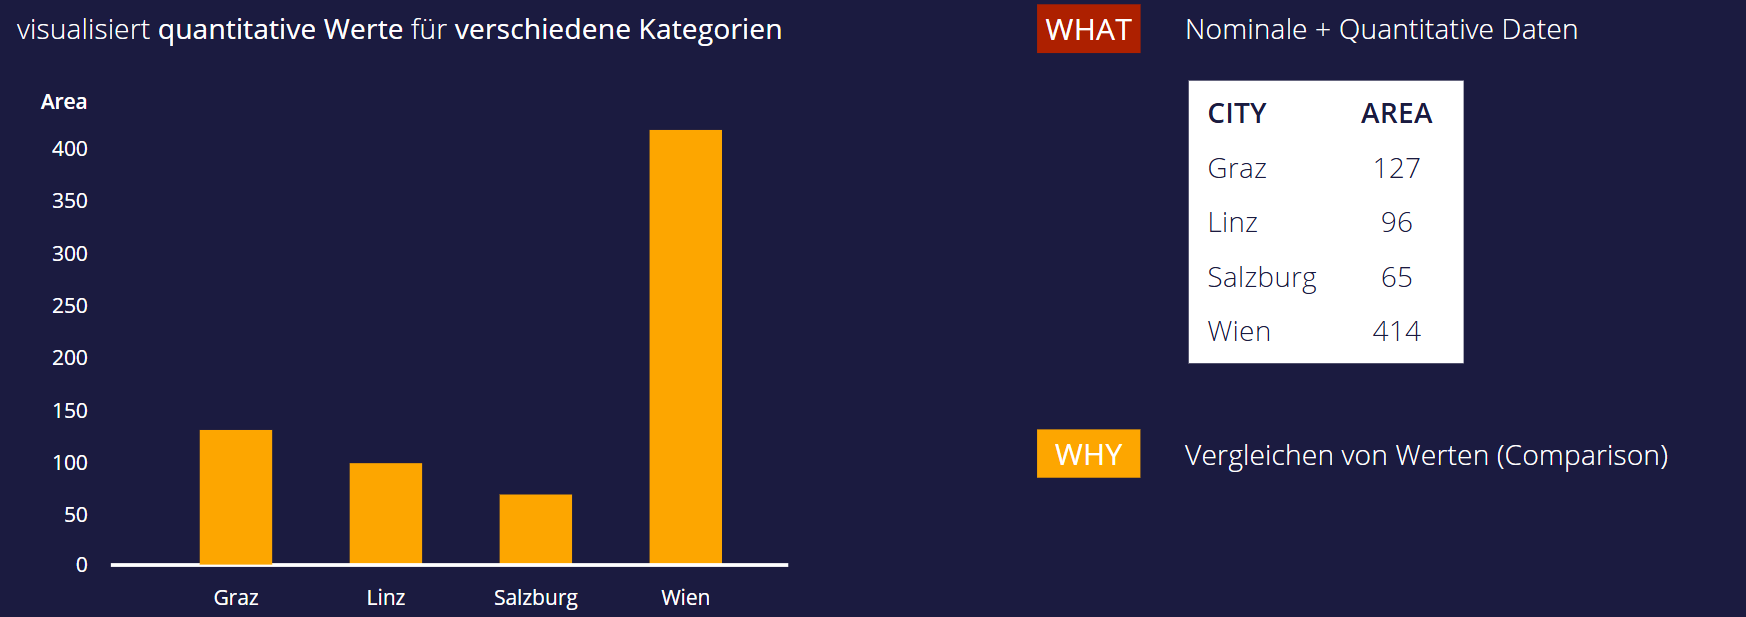 visualisiert quantitative Werte für verschiedene Kategorien
Area
400
350
300
250
200
150
100
50
0
Graz Linz Salzburg Wien
WHAT Nominale + Quantitative Daten
CITY AREA
Graz 127
Linz 96
Salzburg 65
Wien 414
WHY Vergleichen von Werten (Comparison)